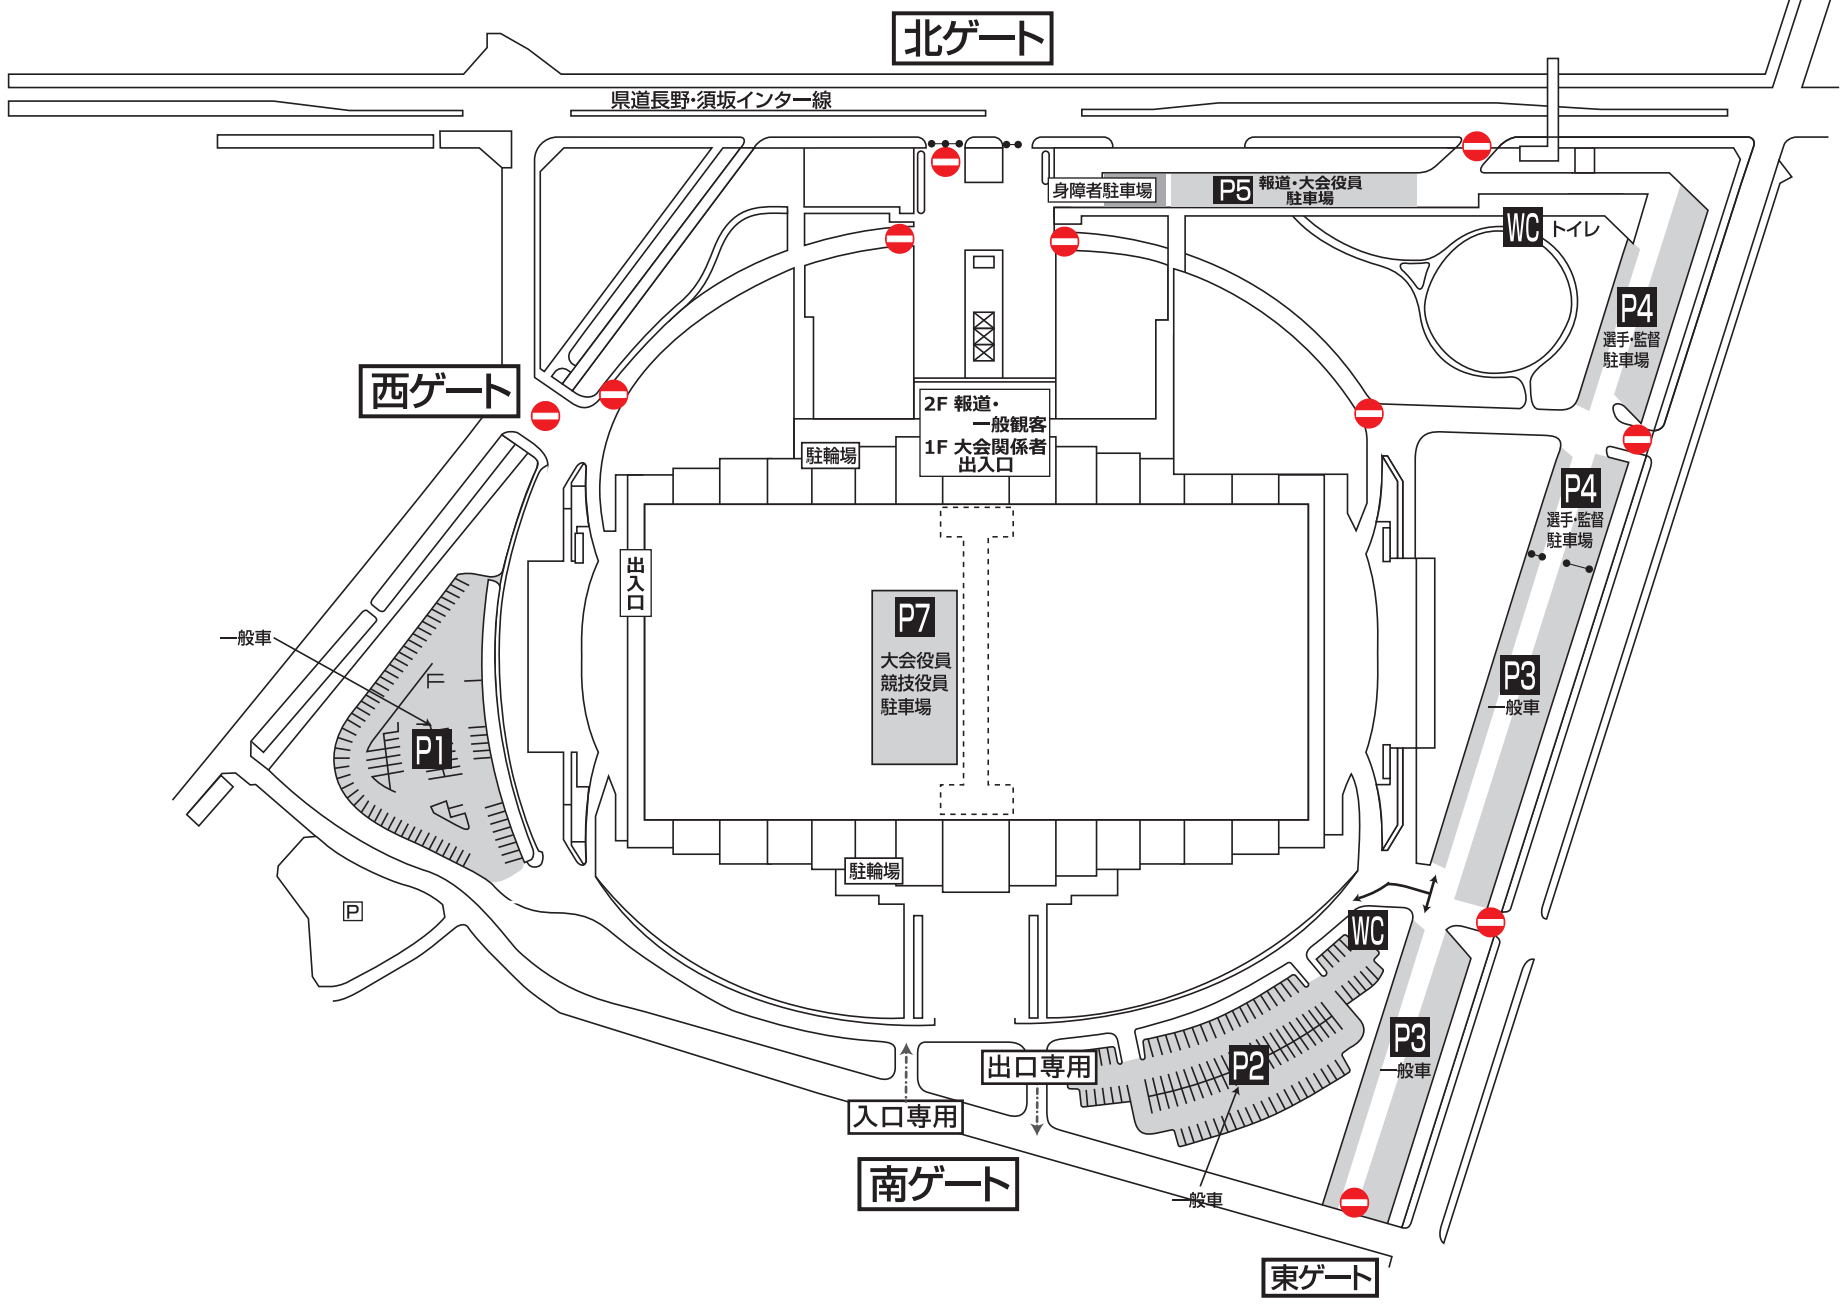 北ゲート
県道長野・須坂インター線
身障者駐車場
P5 報道・大会役員
駐車場
WC トイレ
P4
選手・監督
駐車場
西ゲート
2F 報道・
一般観客
1F 大会関係者
出入口
駐輪場
P4
選手・監督
駐車場
出入口
P7
大会役員
競技役員
駐車場
一般車
P1
P3
一般車
駐輪場
P
WC
P3
一般車
P2
出口専用
入口専用
南ゲート
一般車
東ゲート